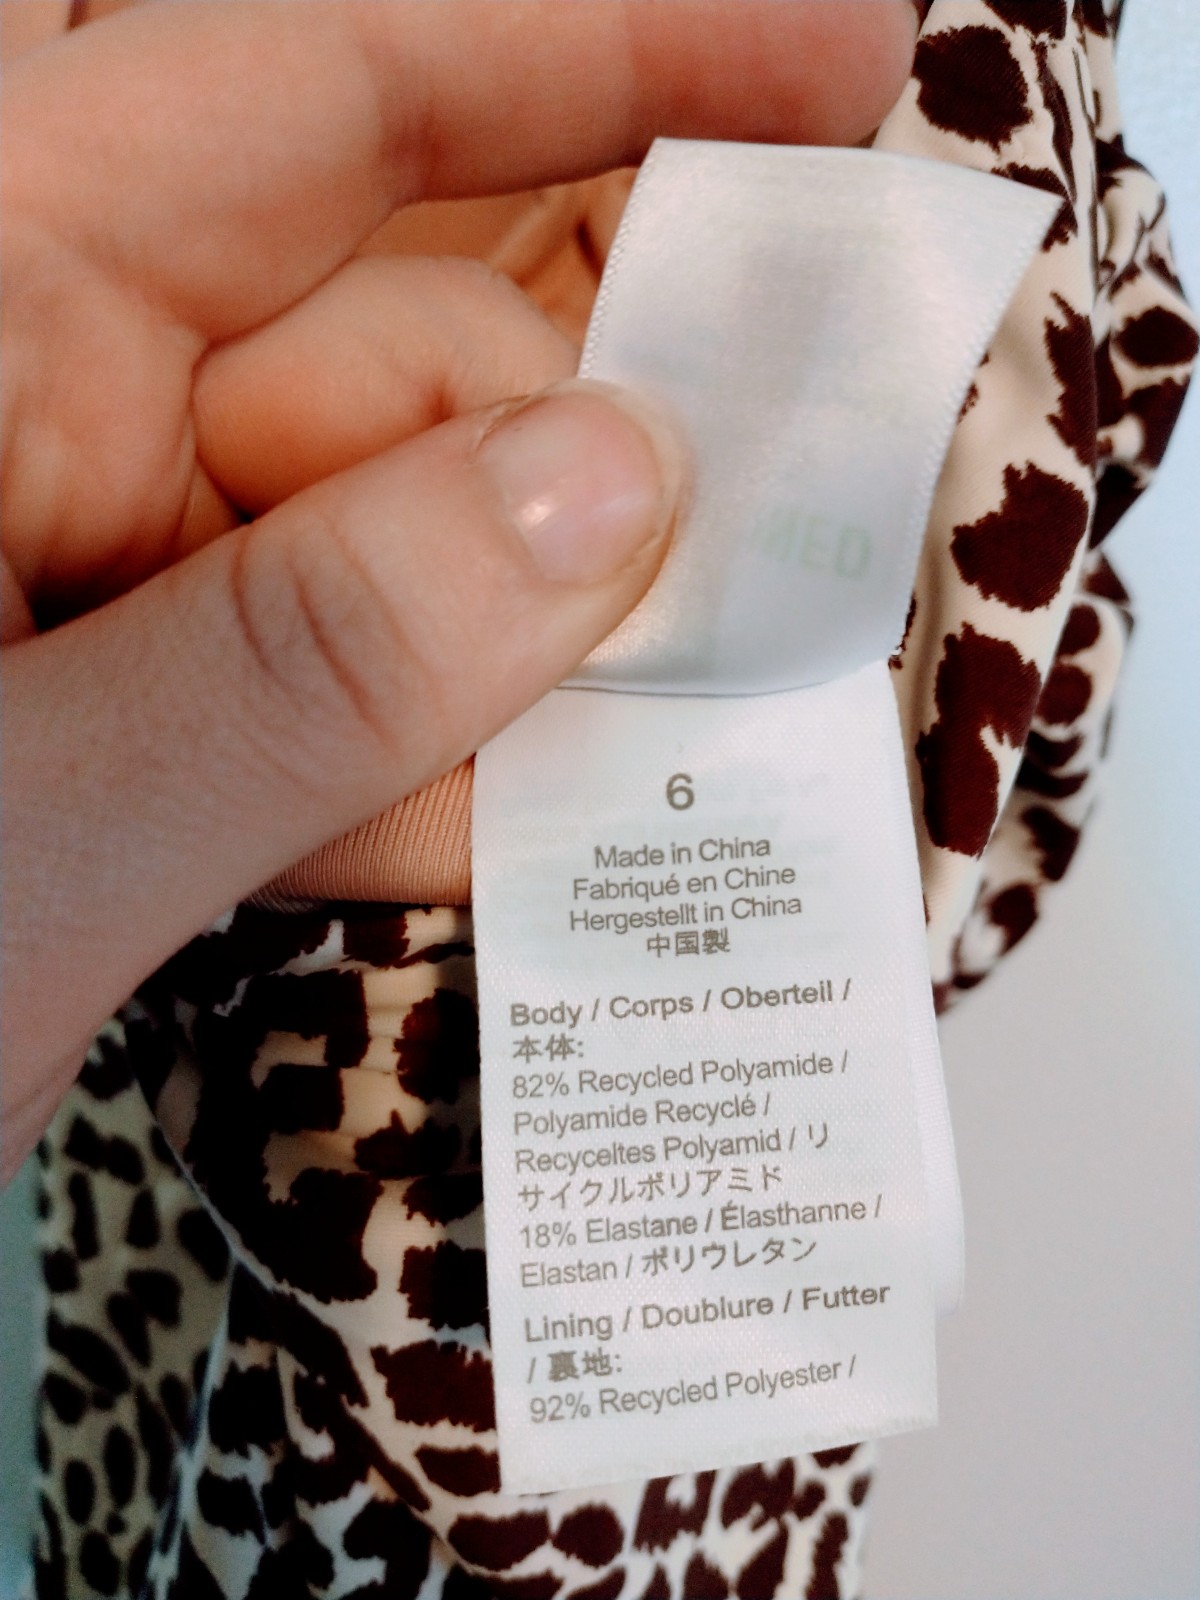 6
Made in China
Fabriqué en Chine
Hergestellt in China
中国製
Body / Corps / Oberteil /
本体:
82% Recycled Polyamide /
Polyamide Recyclé /
Recyceltes Polyamid / リ
サイクルポリアミド
18% Elastane / Élasthanne /
Elastan / ポリウレタン
Lining / Doublure / Futter
/ 裏地:
92% Recycled Polyester /